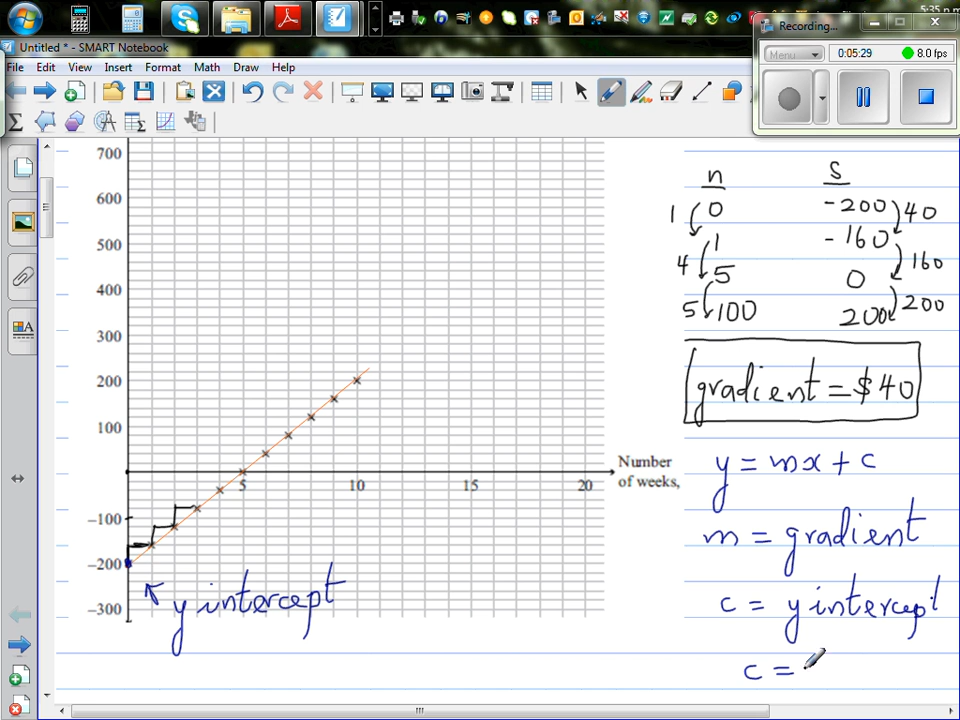 5:35 p.m
Untitled * - SMART Notebook
Recording...
File Edit View Insert Format Math Draw Help
Menu 0:05:29 8.0 fps
700
600
500
400
300
200
100
5 10 15 20
Number
of weeks,
-100
-200
-300
y intercept
n S
1 0 -200 40
1 -160
4 5 0 160
5 100 200 200
gradient = $40
y = mx + c
m = gradient
c = y intercept
c =